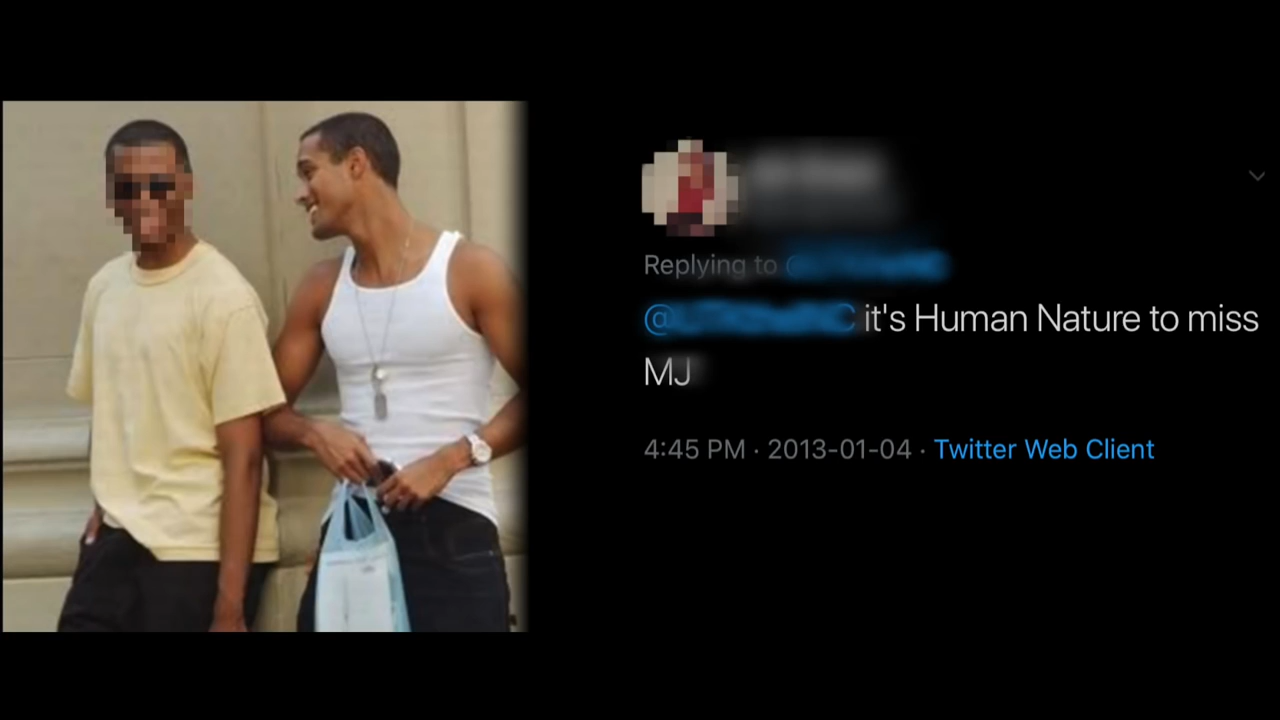 Replying to
it's Human Nature to miss
MJ
4:45 PM · 2013-01-04 · Twitter Web Client